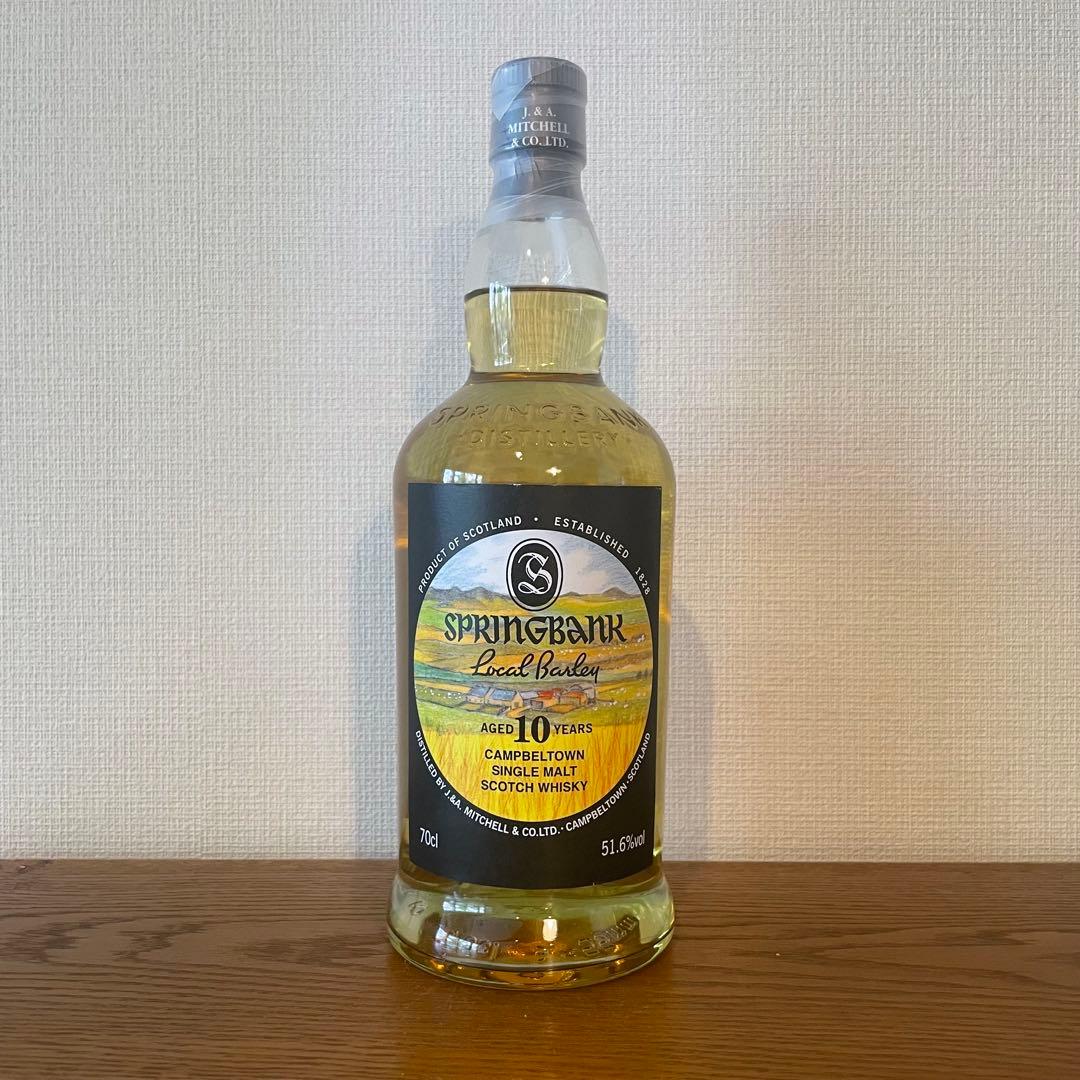 J. & A.
MITCHELL
& CO. LTD.
SPRINGBANK
DISTILLERY
PRODUCT OF SCOTLAND • ESTABLISHED 1828
S
SPRINGBANK
Local Barley
AGED 10 YEARS
CAMPBELTOWN
SINGLE MALT
SCOTCH WHISKY
DISTILLED BY J.&A. MITCHELL & CO.LTD. · CAMPBELTOWN · SCOTLAND
70cl
51.6%vol